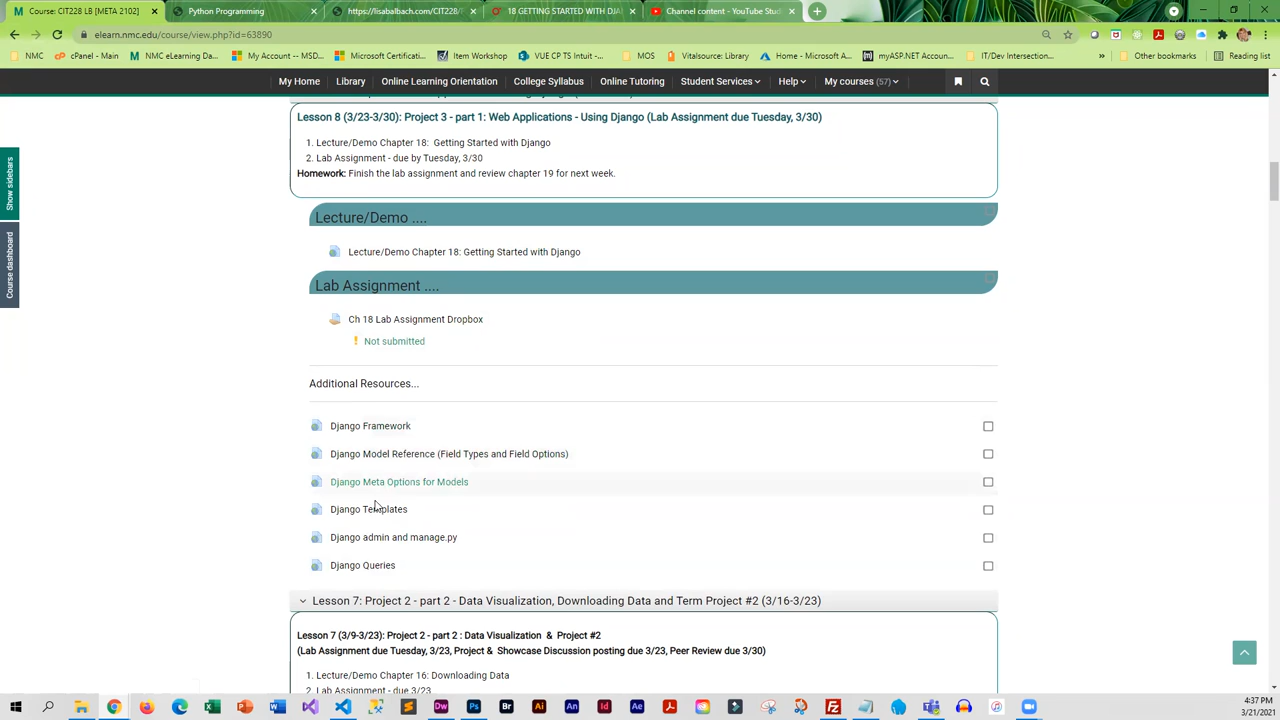 Course: CIT228 LB [META 2102]
Python Programming
https://lisabalbach.com/CIT228/
18 GETTING STARTED WITH DJ
Channel content - YouTube Stud
elearn.nmc.edu/course/view.php?id=63890
NMC
cPanel - Main
NMC eLearning Da...
My Account -- MSD...
Microsoft Certificati...
Item Workshop
VUE CP TS Intuit -...
MOS
Vitalsource: Library
Home - Microsoft A...
myASP.NET Accoun...
IT/Dev Intersection...
»
Other bookmarks
Reading list
My Home
Library
Online Learning Orientation
College Syllabus
Online Tutoring
Student Services
Help
My courses (57)
Show sidebars
Course dashboard
Lesson 8 (3/23-3/30): Project 3 - part 1: Web Applications - Using Django (Lab Assignment due Tuesday, 3/30)
1. Lecture/Demo Chapter 18: Getting Started with Django
2. Lab Assignment - due by Tuesday, 3/30
Homework: Finish the lab assignment and review chapter 19 for next week.
Lecture/Demo ....
Lecture/Demo Chapter 18: Getting Started with Django
Lab Assignment ....
Ch 18 Lab Assignment Dropbox
! Not submitted
Additional Resources...
Django Framework
Django Model Reference (Field Types and Field Options)
Django Meta Options for Models
Django Templates
Django admin and manage.py
Django Queries
Lesson 7: Project 2 - part 2 - Data Visualization, Downloading Data and Term Project #2 (3/16-3/23)
Lesson 7 (3/9-3/23): Project 2 - part 2 : Data Visualization & Project #2
(Lab Assignment due Tuesday, 3/23, Project & Showcase Discussion posting due 3/23, Peer Review due 3/30)
1. Lecture/Demo Chapter 16: Downloading Data
2. Lab Assignment - due 3/23
4:37 PM
3/21/2021